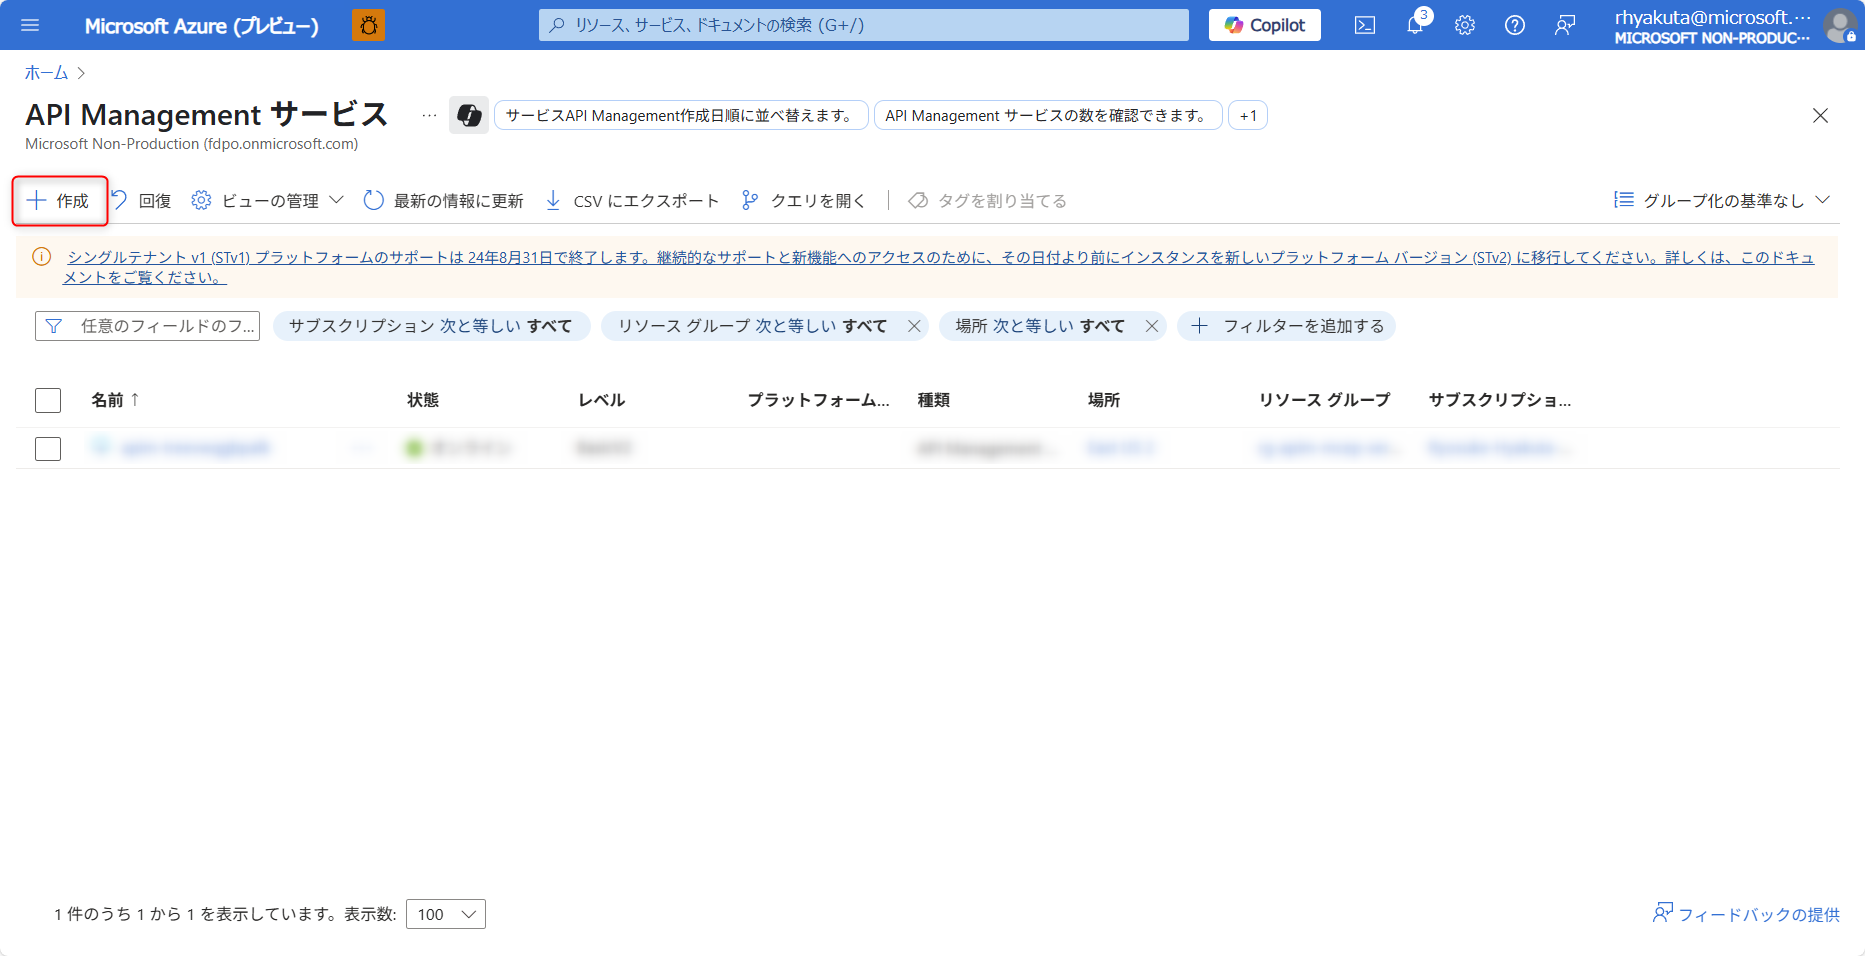 Microsoft Azure (プレビュー)
リソース、サービス、ドキュメントの検索 (G+/)
Copilot
3
rhyakuta@microsoft....
MICROSOFT NON-PRODUC...
ホーム
API Management サービス
...
サービスAPI Management作成日順に並べ替えます。
API Management サービスの数を確認できます。
+1
Microsoft Non-Production (fdpo.onmicrosoft.com)
作成
回復
ビューの管理
最新の情報に更新
CSV にエクスポート
クエリを開く
タグを割り当てる
グループ化の基準なし
シングルテナント v1 (STv1) プラットフォームのサポートは 24年8月31日で終了します。継続的なサポートと新機能へのアクセスのために、その日付より前にインスタンスを新しいプラットフォーム バージョン (STv2) に移行してください。詳しくは、このドキュ
メントをご覧ください。
任意のフィールドのフ...
サブスクリプション 次と等しい すべて
リソース グループ 次と等しい すべて
場所 次と等しい すべて
フィルターを追加する
名前 ↑
状態
レベル
プラットフォーム...
種類
場所
リソース グループ
サブスクリプショ...
1 件のうち 1 から 1 を表示しています。表示数:
100
フィードバックの提供